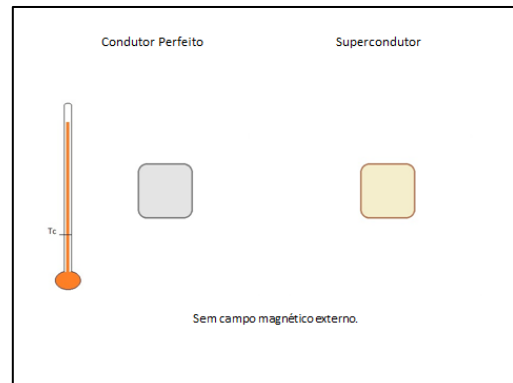 Condutor Perfeito
Supercondutor
Tc
Sem campo magnético externo.